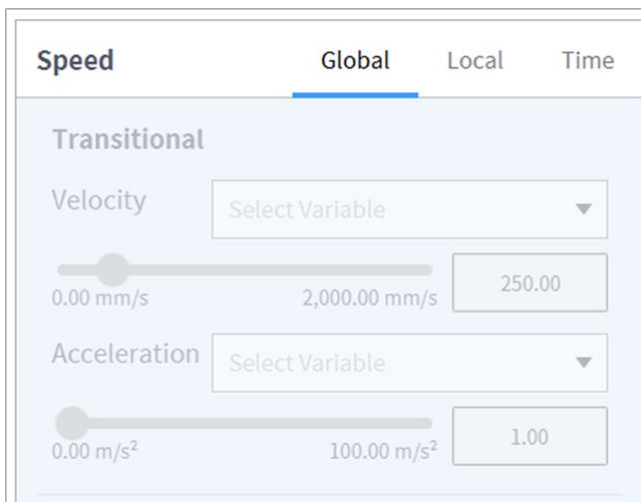 Speed Global Local Time
Transitional
Velocity Select Variable
250.00
0.00 mm/s 2,000.00 mm/s
Acceleration Select Variable
1.00
0.00 m/s² 100.00 m/s²